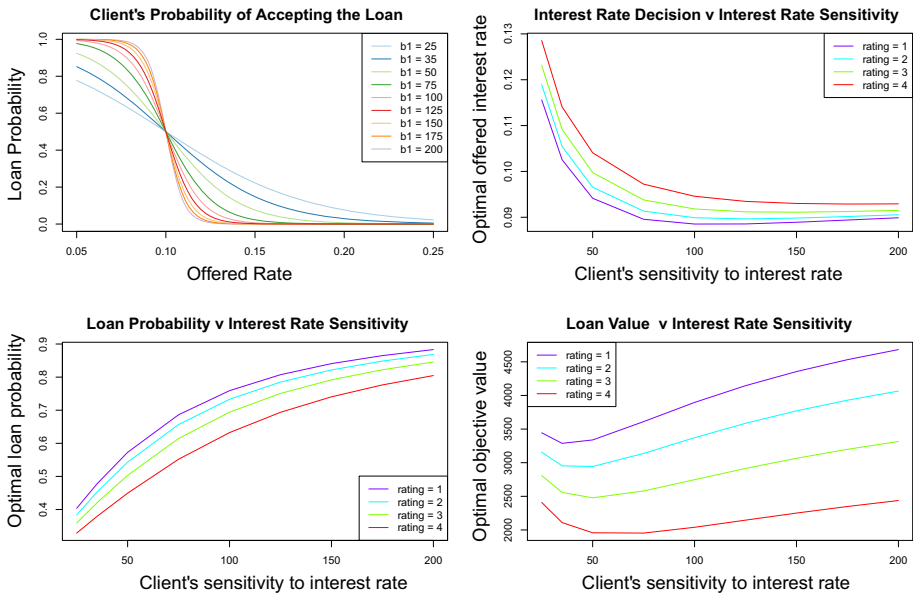 Client's Probability of Accepting the Loan
Loan Probability
1.0
0.8
0.6
0.4
0.2
0.0
0.05
0.10
0.15
0.20
0.25
Offered Rate
b1 = 25
b1 = 35
b1 = 50
b1 = 75
b1 = 100
b1 = 125
b1 = 150
b1 = 175
b1 = 200
Interest Rate Decision v Interest Rate Sensitivity
Optimal offered interest rate
0.13
0.12
0.11
0.10
0.09
50
100
150
200
Client's sensitivity to interest rate
rating = 1
rating = 2
rating = 3
rating = 4
Loan Probability v Interest Rate Sensitivity
Optimal loan probability
0.9
0.8
0.7
0.6
0.5
0.4
50
100
150
200
Client's sensitivity to interest rate
rating = 1
rating = 2
rating = 3
rating = 4
Loan Value v Interest Rate Sensitivity
Optimal objective value
4500
4000
3500
3000
2500
2000
50
100
150
200
Client's sensitivity to interest rate
rating = 1
rating = 2
rating = 3
rating = 4